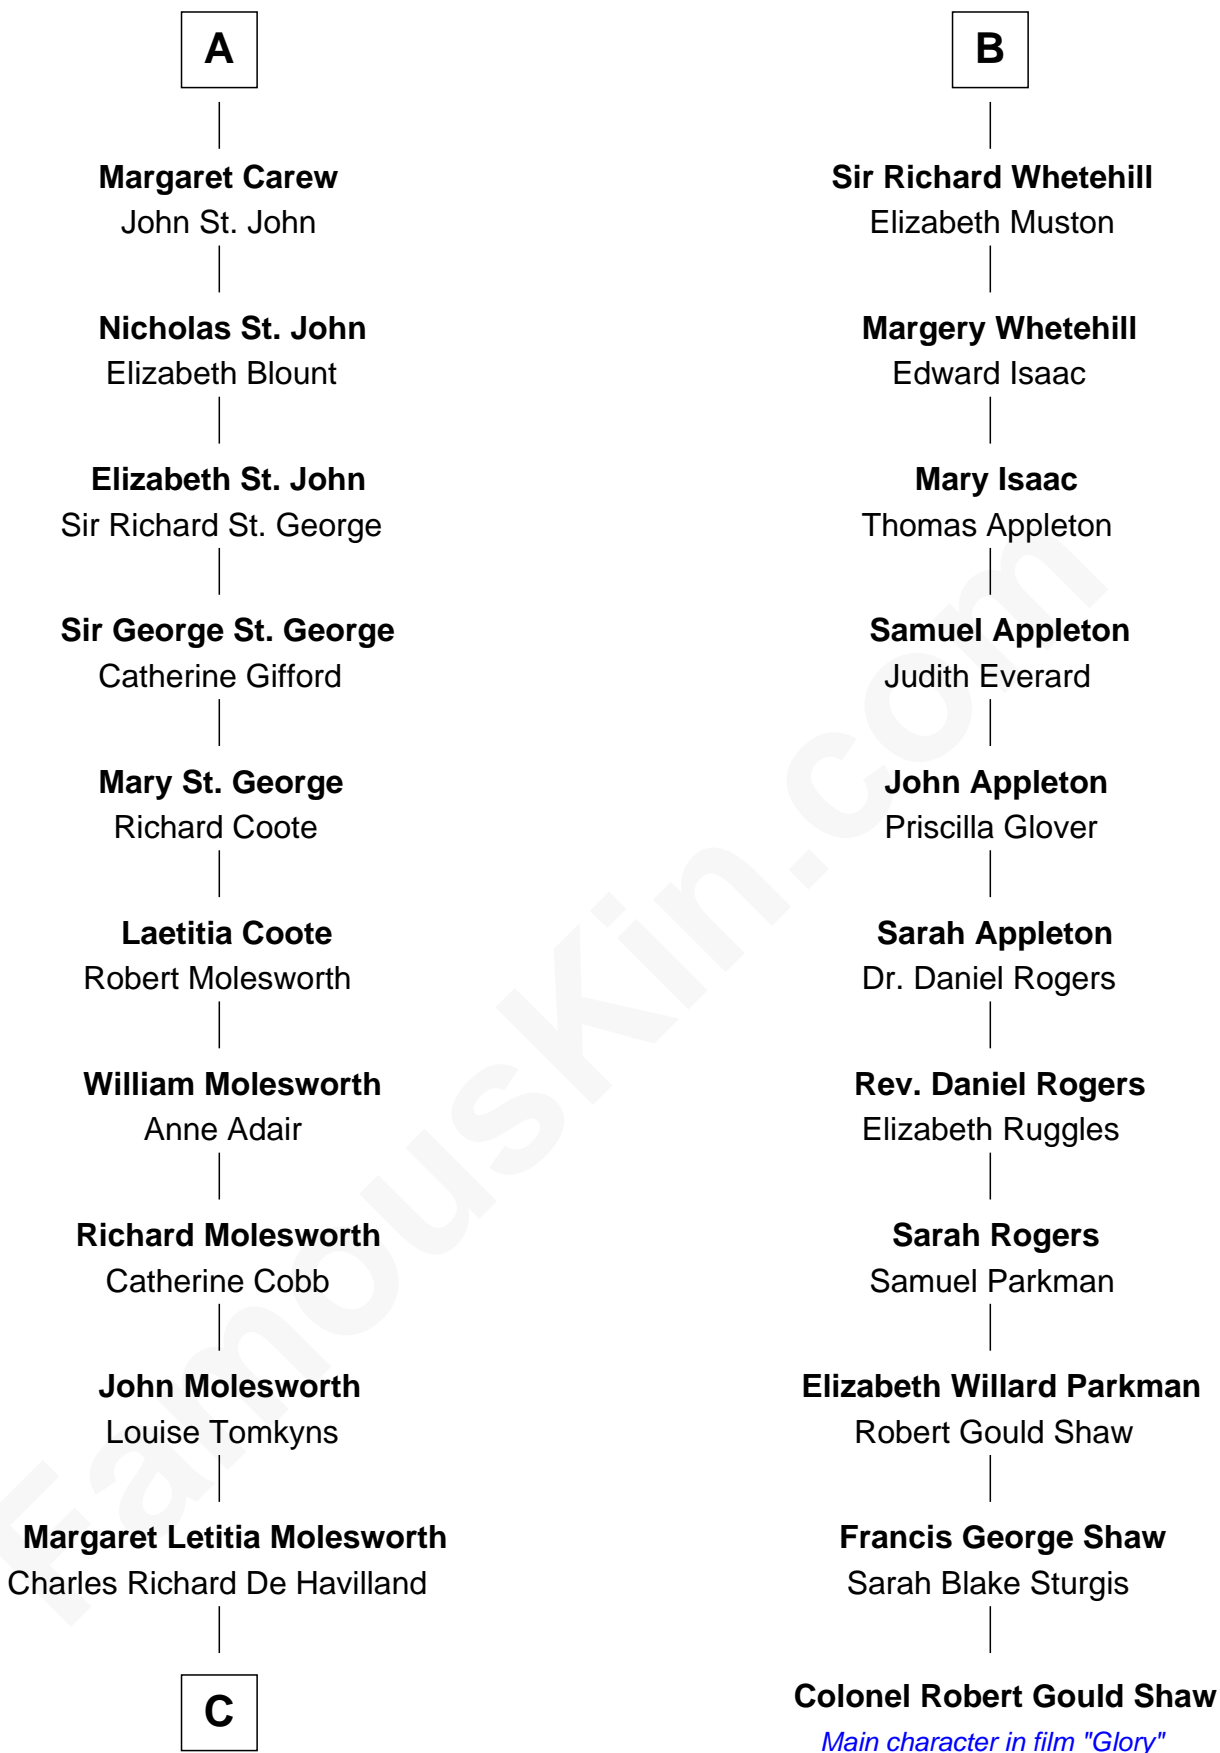 A
Margaret Carew
John St. John
Nicholas St. John
Elizabeth Blount
Elizabeth St. John
Sir Richard St. George
Sir George St. George
Catherine Gifford
Mary St. George
Richard Coote
Laetitia Coote
Robert Molesworth
William Molesworth
Anne Adair
Richard Molesworth
Catherine Cobb
John Molesworth
Louise Tomkyns
Margaret Letitia Molesworth
Charles Richard De Havilland
C
B
Sir Richard Whetehill
Elizabeth Muston
Margery Whetehill
Edward Isaac
Mary Isaac
Thomas Appleton
Samuel Appleton
Judith Everard
John Appleton
Priscilla Glover
Sarah Appleton
Dr. Daniel Rogers
Rev. Daniel Rogers
Elizabeth Ruggles
Sarah Rogers
Samuel Parkman
Elizabeth Willard Parkman
Robert Gould Shaw
Francis George Shaw
Sarah Blake Sturgis
Colonel Robert Gould Shaw
Main character in film "Glory"
FamousKin.com